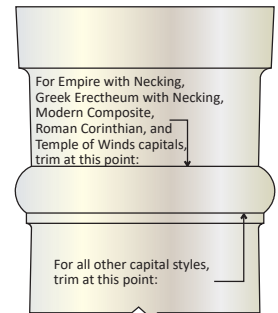 For Empire with Necking,
Greek Erectheum with Necking,
Modern Composite,
Roman Corinthian, and
Temple of Winds capitals,
trim at this point:
For all other capital styles,
trim at this point: